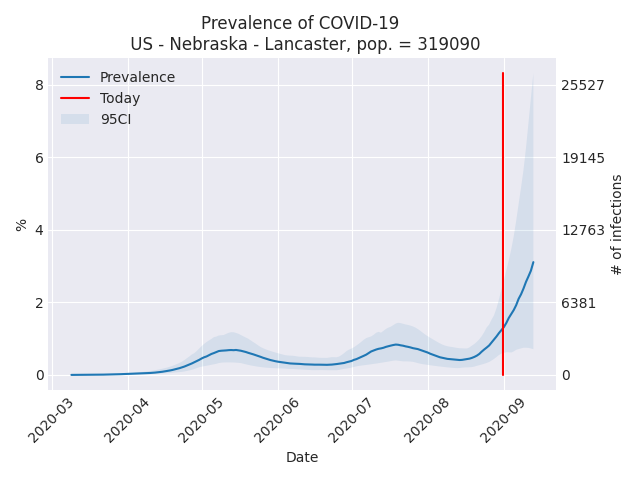 Prevalence of COVID-19
US - Nebraska - Lancaster, pop. = 319090
Prevalence
Today
95CI
8
6
4
2
0
%
25527
19145
12763
6381
0
# of infections
2020-03
2020-04
2020-05
2020-06
2020-07
2020-08
2020-09
Date